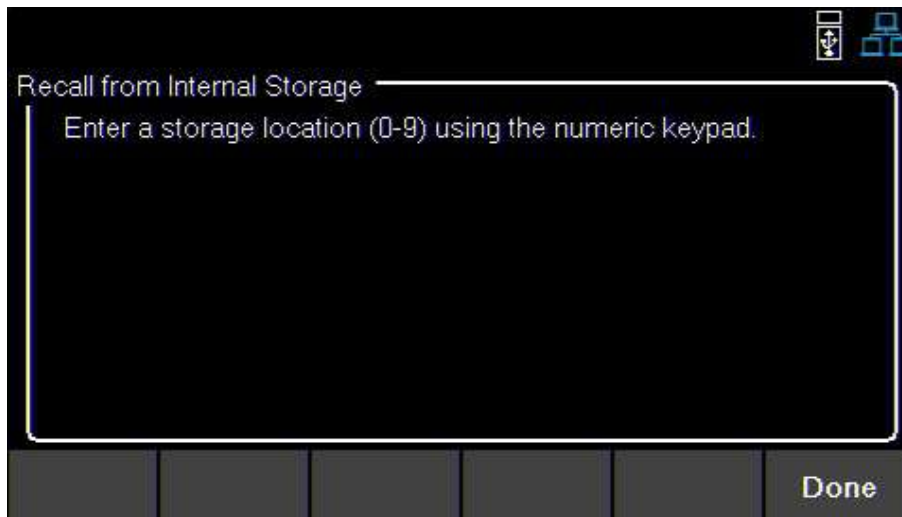 Recall from Internal Storage
Enter a storage location (0-9) using the numeric keypad.
Done